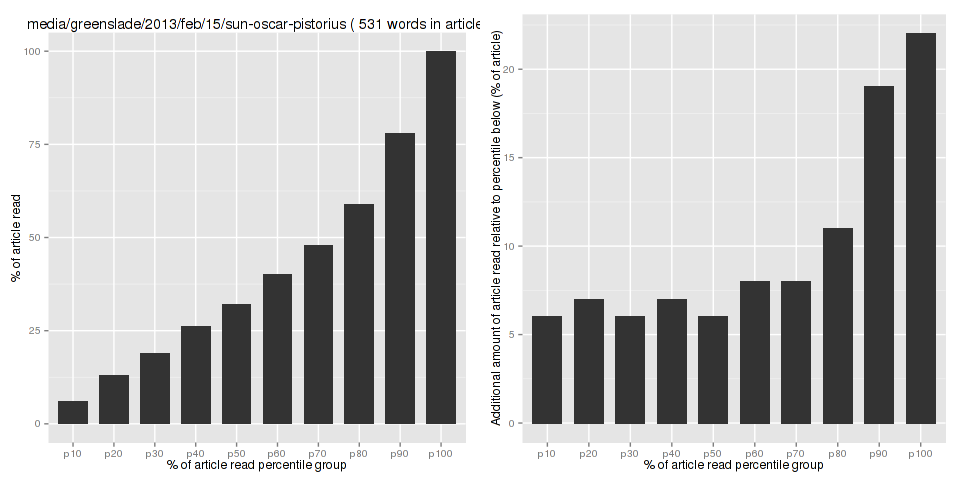 media/greenslade/2013/feb/15/sun-oscar-pistorius ( 531 words in article
% of article read
100
75
50
25
0
p10 p20 p30 p40 p50 p60 p70 p80 p90 p100
% of article read percentile group
Additional amount of article read relative to percentile below (% of article)
20
15
10
5
0
p10 p20 p30 p40 p50 p60 p70 p80 p90 p100
% of article read percentile group